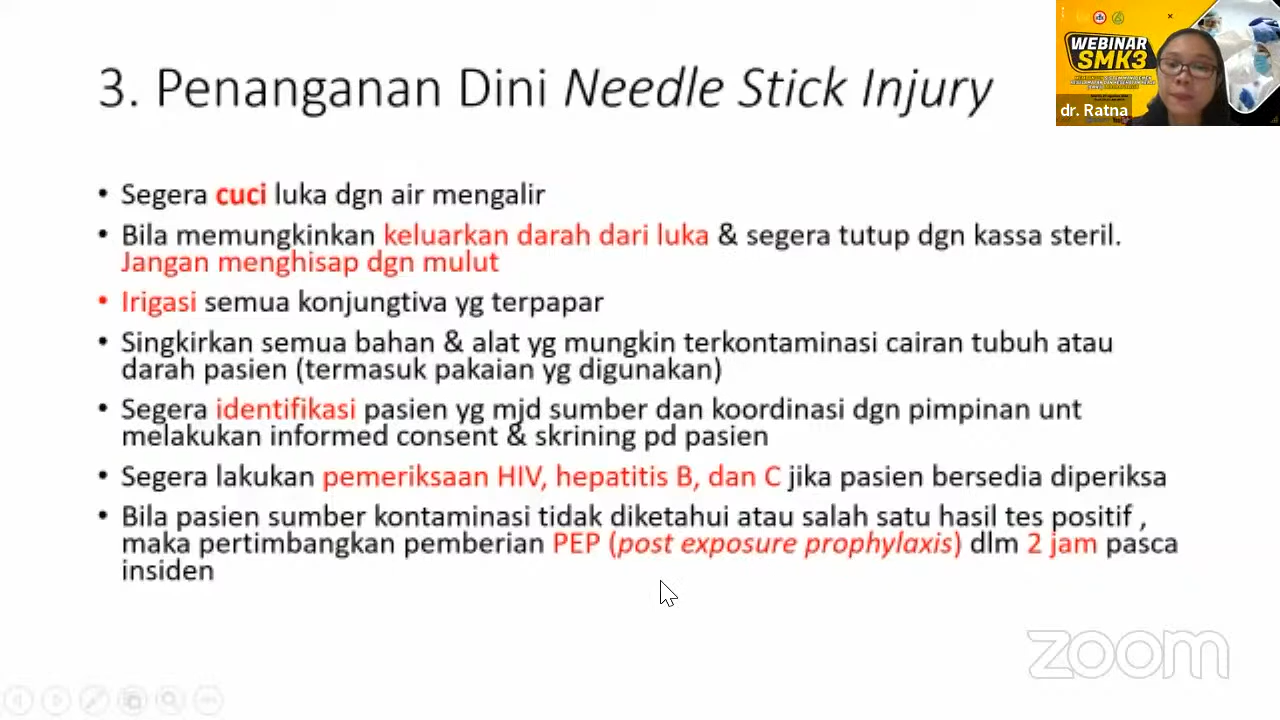 3. Penanganan Dini Needle Stick Injury
WEBINAR
SMK3
dr. Ratna
• Segera cuci luka dgn air mengalir
• Bila memungkinkan keluarkan darah dari luka & segera tutup dgn kassa steril.
Jangan menghisap dgn mulut
• Irigasi semua konjungtiva yg terpapar
• Singkirkan semua bahan & alat yg mungkin terkontaminasi cairan tubuh atau
darah pasien (termasuk pakaian yg digunakan)
• Segera identifikasi pasien yg mjd sumber dan koordinasi dgn pimpinan unt
melakukan informed consent & skrining pd pasien
• Segera lakukan pemeriksaan HIV, hepatitis B, dan C jika pasien bersedia diperiksa
• Bila pasien sumber kontaminasi tidak diketahui atau salah satu hasil tes positif ,
maka pertimbangkan pemberian PEP (post exposure prophylaxis) dlm 2 jam pasca
insiden
zoom